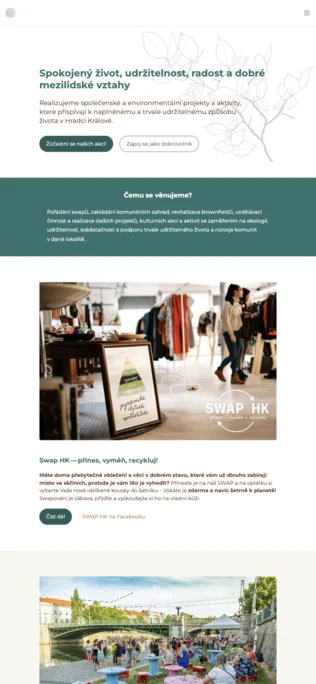 Spokojený život, udržitelnost, radost a dobré
mezilidské vztahy
Realizujeme společenské a environmentální projekty a aktivity,
které přispívají k naplněnému a trvale udržitelnému způsobu
života v Hradci Králové.
Zúčastni se našich akcí!
Zapoj se jako dobrovolník
Čemu se věnujeme?
Pořádání swapů, zakládání komunitních zahrad, revitalizace brownfieldů, vzdělávací
činnost a realizace dalších projektů, kulturních akcí a aktivit se zaměřením na ekologii,
udržitelnost, soběstačnost a podporu trvale udržitelného života a rozvoje komunit
v dané lokalitě.
SWAP HK
Swap HK — přines, vyměň, recykluj!
Máte doma přebytečné oblečení a věci v dobrém stavu, které vám už dlouho zabírají
místo ve skříních, protože je vám líto je vyhodit? Přineste je na náš SWAP a na oplátku si
vyberte Vaše nové oblíbené kousky do šatníku - získáte je zdarma a navíc šetrně k planetě!
Swapování je zábava, přijďte a vyzkoušejte si ho na vlastní kůži.
Číst dál
SWAP HK na Facebooku